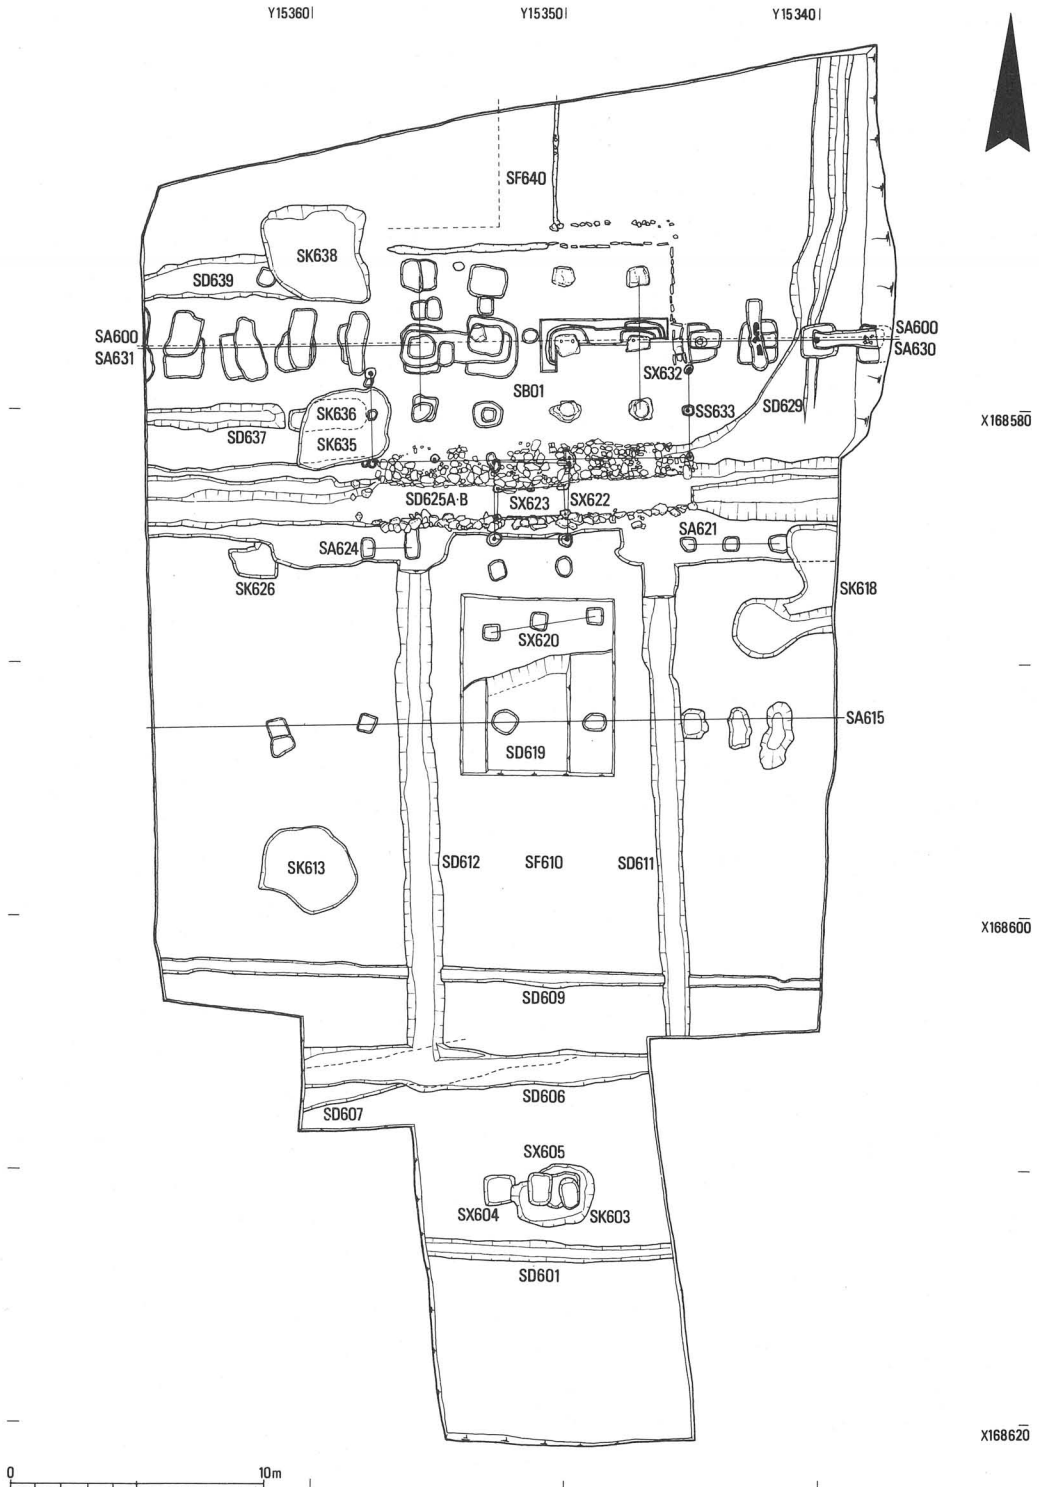 Y15360 Y15350 Y15340
SF640
SK638
SD639
SA600 SA600
SA631 SA630
SX632
SB01
SK636 SS633 SD629
SD637 X168580
SK635
SD625A·B SX623 SX622
SA624 SA621
SK626 SK618
SX620
SA615
SD619
SK613 SD612 SF610 SD611
X168600
SD609
SD606
SD607
SX605
SX604 SK603
SD601
X168620
0 10m